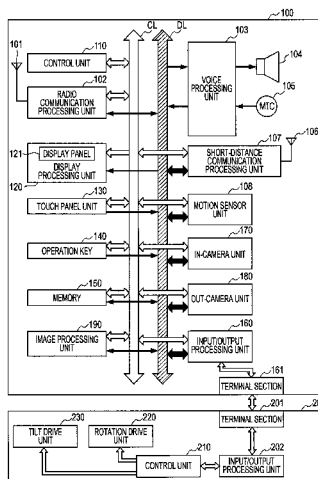 100
CL
DL
101
110
CONTROL UNIT
102
RADIO
COMMUNICATION
PROCESSING UNIT
103
VOICE
PROCESSING
UNIT
104
105
MTC
106
107
SHORT-DISTANCE
COMMUNICATION
PROCESSING UNIT
121
DISPLAY PANEL
DISPLAY
PROCESSING UNIT
120
130
TOUCH PANEL UNIT
108
MOTION SENSOR
UNIT
140
OPERATION KEY
170
IN-CAMERA
UNIT
150
MEMORY
180
OUT-CAMERA
UNIT
190
IMAGE PROCESSING
UNIT
160
INPUT/OUTPUT
PROCESSING UNIT
161
TERMINAL SECTION
201
TERMINAL SECTION
230
TILT DRIVE
UNIT
220
ROTATION DRIVE
UNIT
210
CONTROL UNIT
202
INPUT/OUTPUT
PROCESSING UNIT